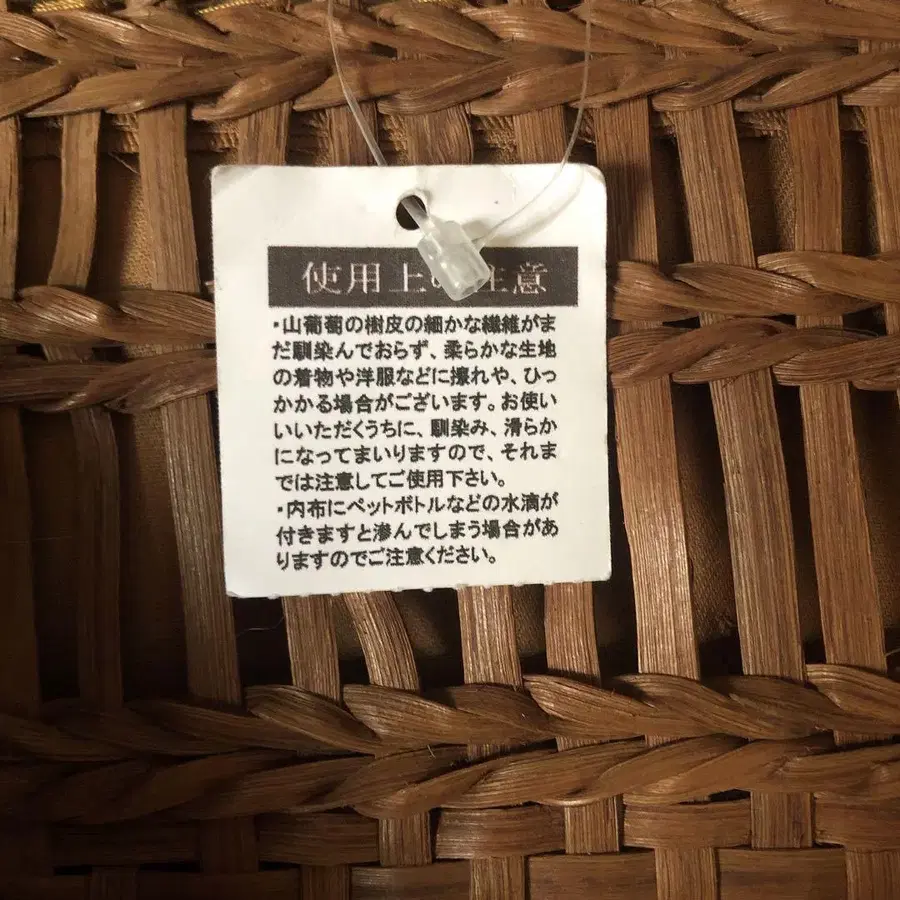 使用上の注意
・山葡萄の樹皮の細かな繊維がま
だ馴染んでおらず、柔らかな生地
の着物や洋服などに擦れや、ひっ
かかる場合がございます。お使い
いいただくうちに、馴染み、滑らか
になってまいりますので、それま
では注意してご使用下さい。
・内布にペットボトルなどの水滴が
付きますと滲んでしまう場合があ
りますのでご注意ください。